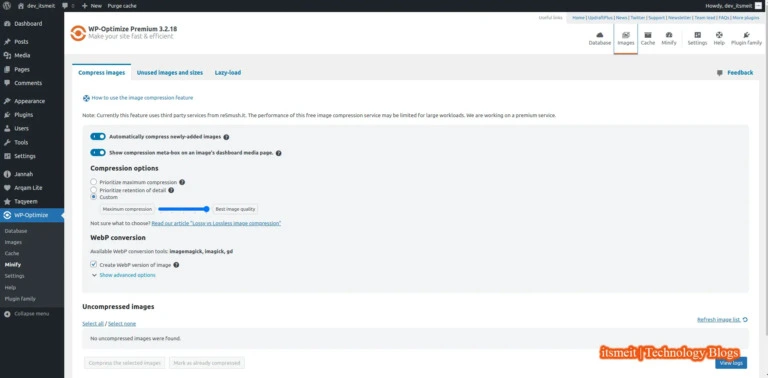 dev_itsmeit 0 New Purge cache Howdy, dev_itsmeit
Useful links Home | UpdraftPlus | News | Twitter | Support | Newsletter | Team lead | FAQs | More plugins
WP-Optimize Premium 3.2.18
Make your site fast & efficient
Database Images Cache Minify Settings Help Plugin family
Dashboard
Posts
Media
Pages
Comments
Appearance
Plugins
Users
Tools
Settings
Jannah
Arqam Lite
Taqyeem
WP-Optimize
Database
Images
Cache
Minify
Settings
Help
Plugin family
Collapse menu
Compress images Unused images and sizes Lazy-load Feedback
How to use the image compression feature
Note: Currently this feature uses third party services from reSmush.it. The performance of this free image compression service may be limited for large workloads. We are working on a premium service.
Automatically compress newly-added images
Show compression meta-box on an image's dashboard media page.
Compression options
Prioritize maximum compression
Prioritize retention of detail
Custom
Maximum compression Best image quality
Not sure what to choose? Read our article "Lossy vs Lossless image compression"
WebP conversion
Available WebP conversion tools: imagemagick, imagick, gd
Create WebP version of image
Show advanced options
Uncompressed images
Select all / Select none Refresh image list
No uncompressed images were found.
itsmeit | Technology Blogs
Compress the selected images Mark as already compressed View logs